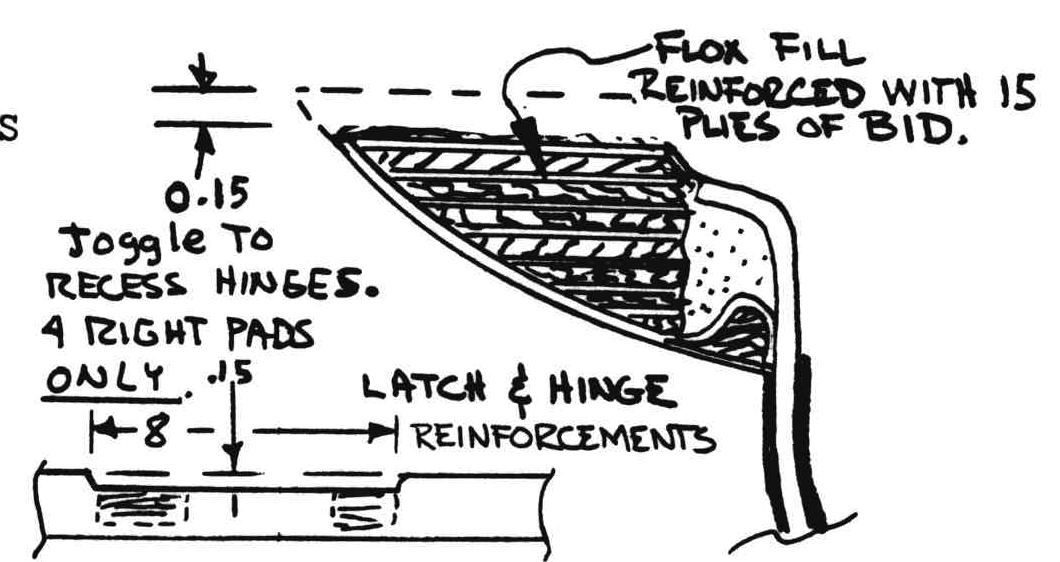 S
FLOX FILL
REINFORCED WITH 15
PLIES OF BID.
0.15
Joggle TO
RECESS HINGES.
4 RIGHT PADS
ONLY.
.15
8
LATCH & HINGE
REINFORCEMENTS